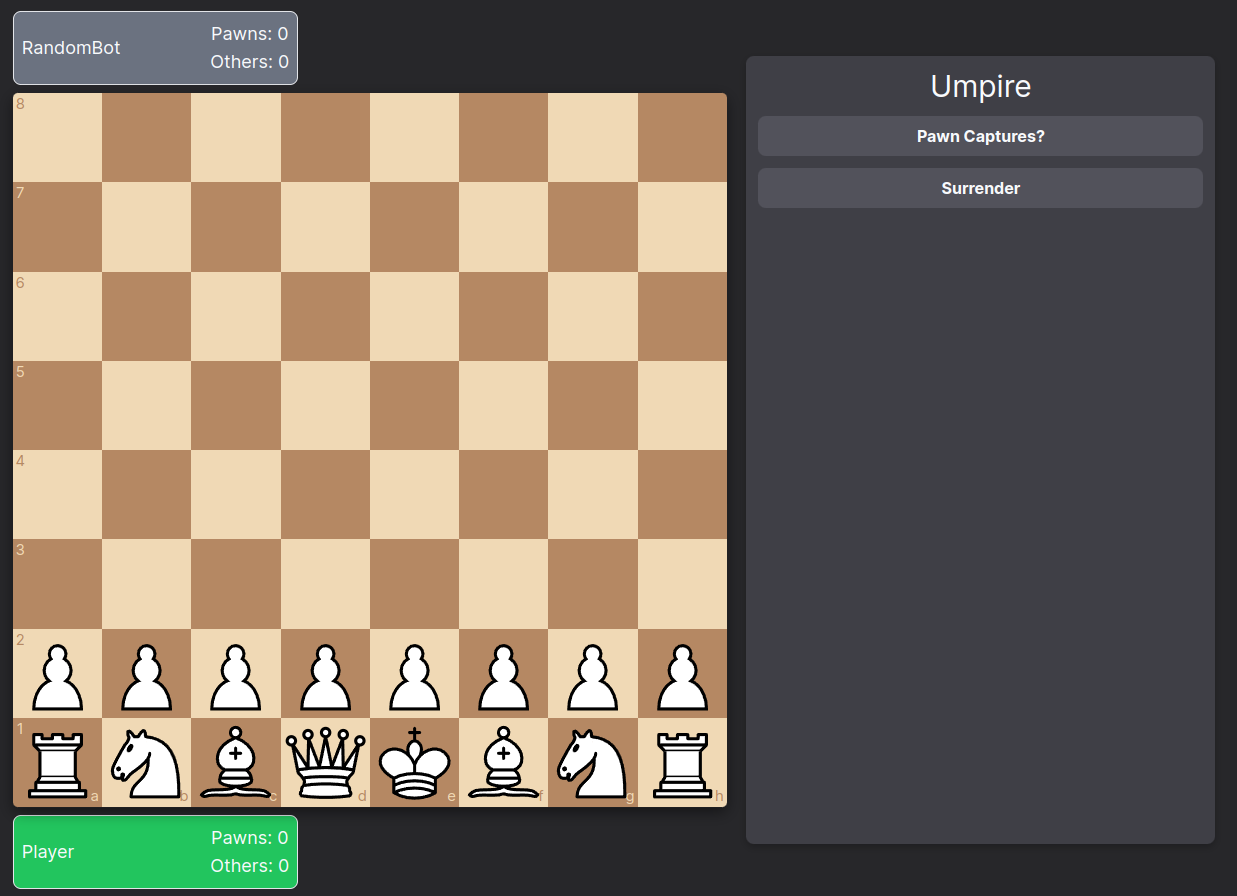 RandomBot
Pawns: 0
Others: 0
Umpire
Pawn Captures?
Surrender
8
7
6
5
4
3
2
1
a b c d e f g h
Player
Pawns: 0
Others: 0